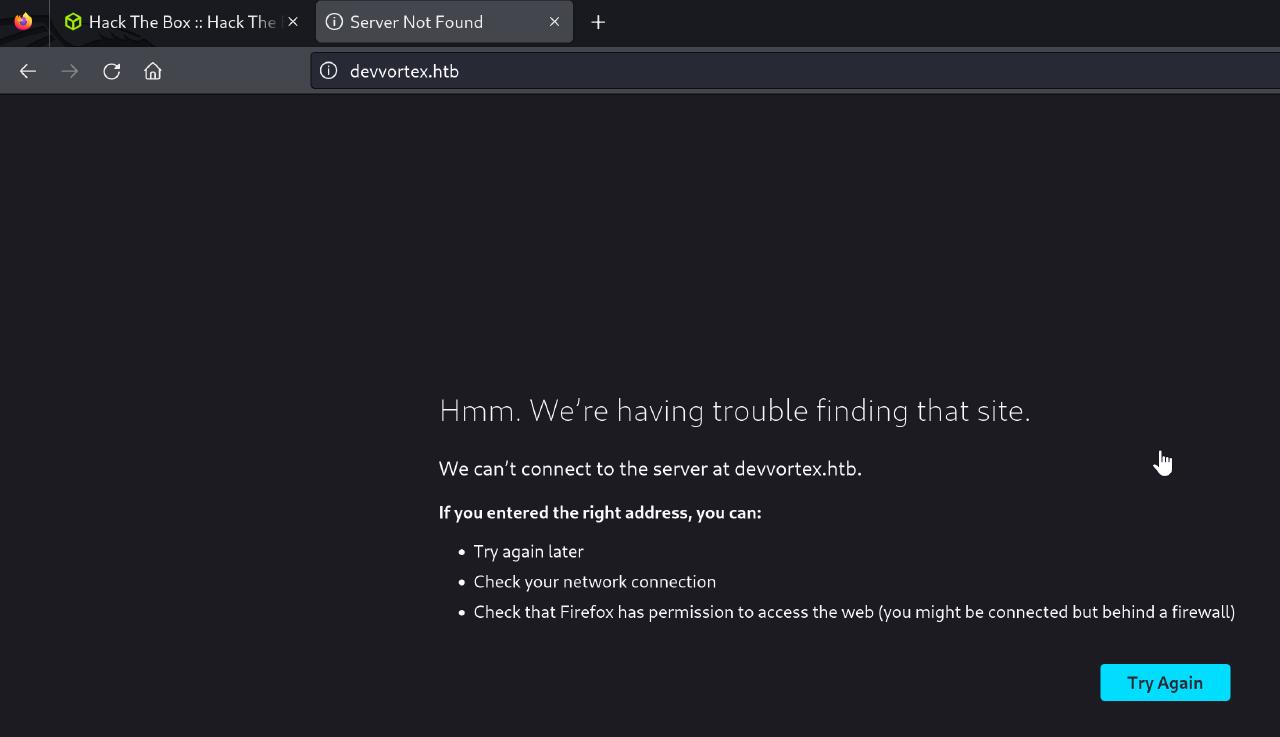 Hack The Box :: Hack The
Server Not Found
devvortex.htb
Hmm. We're having trouble finding that site.
We can't connect to the server at devvortex.htb.
If you entered the right address, you can:
Try again later
Check your network connection
Check that Firefox has permission to access the web (you might be connected but behind a firewall)
Try Again